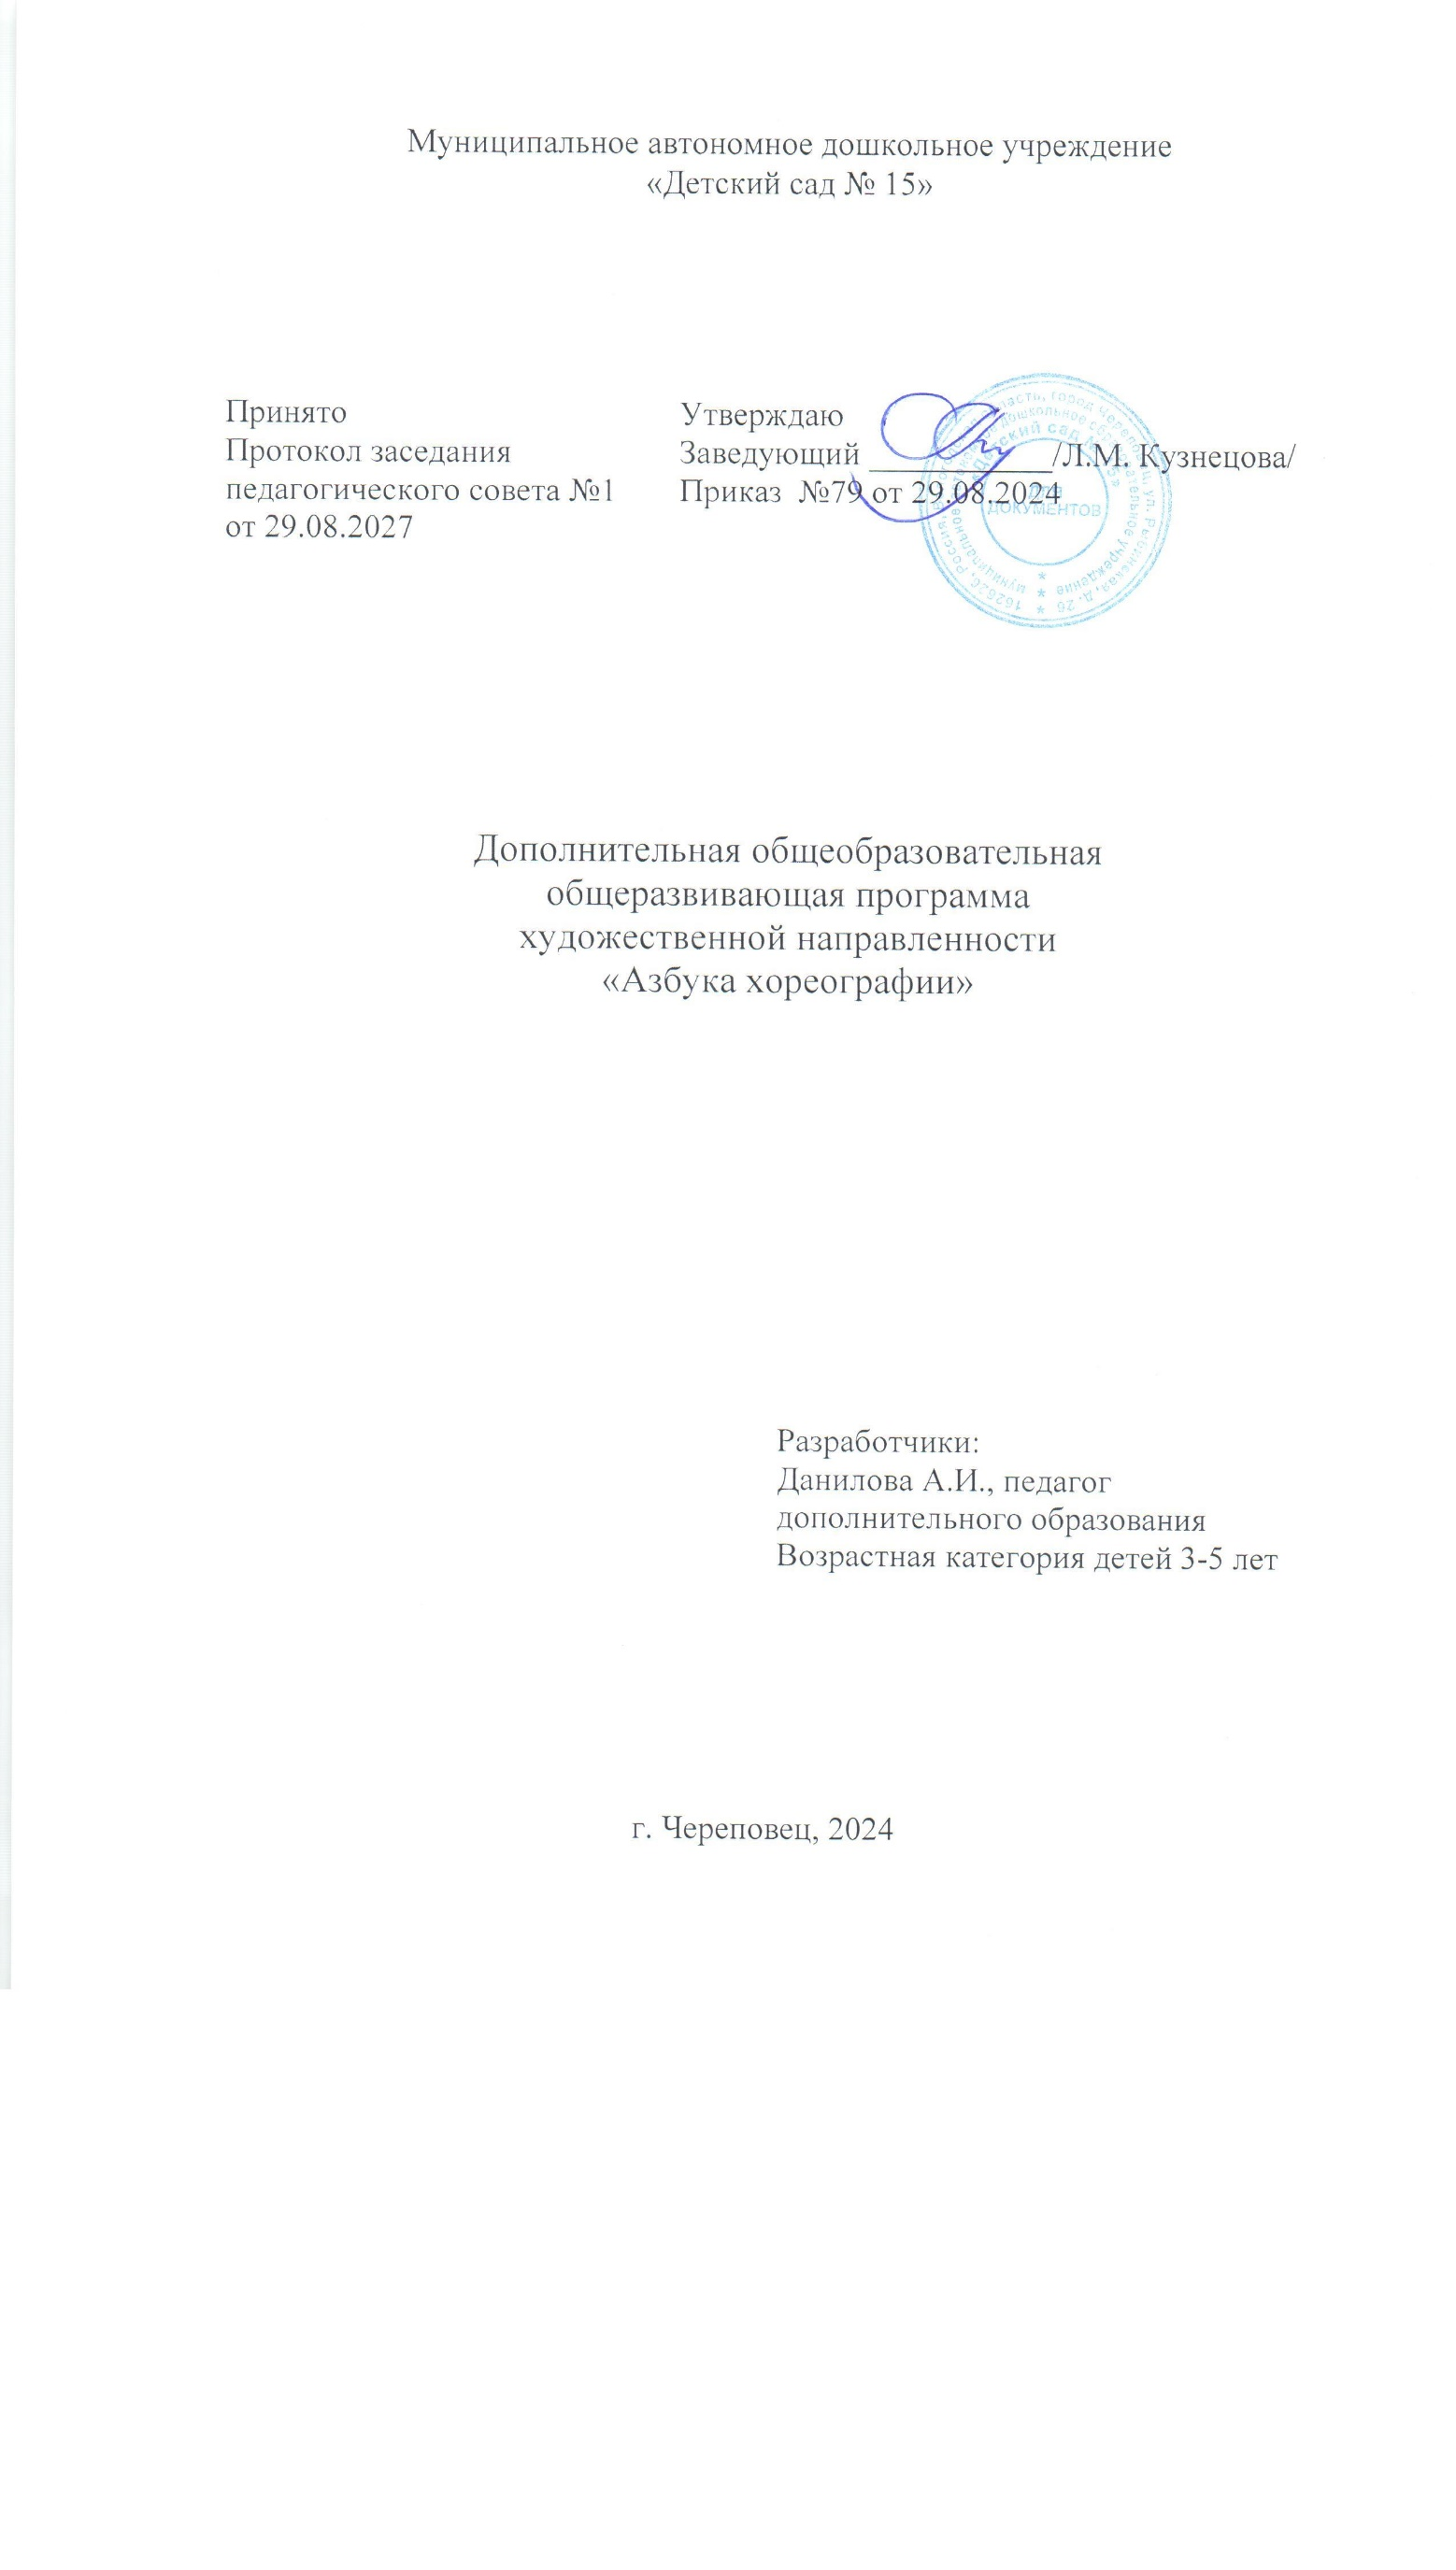 Муниципальное автономное дошкольное учреждение
«Детский сад № 15»
Принято
Протокол заседания
педагогического совета №1
от 29.08.2027
Утверждаю
Заведующий ____________/Л.М. Кузнецова/
Приказ №79 от 29.08.2024
ДОКУМЕНТОВ
Дополнительная общеобразовательная
общеразвивающая программа
художественной направленности
«Азбука хореографии»
Разработчики:
Данилова А.И., педагог
дополнительного образования
Возрастная категория детей 3-5 лет
г. Череповец, 2024